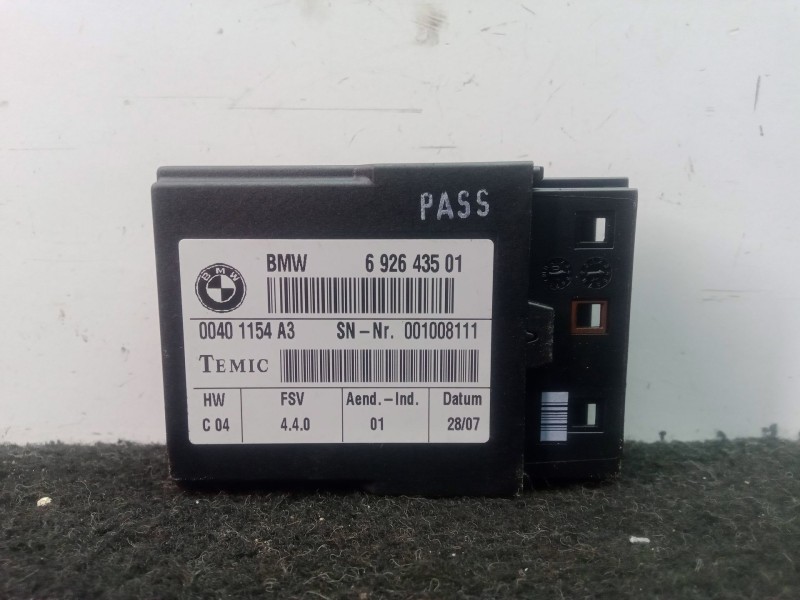 PASS
BMW 6 926 435 01
BMW
0040 1154 A3 SN-Nr. 001008111
TEMIC
HW FSV Aend.-Ind. Datum
C 04 4.4.0 01 28/07